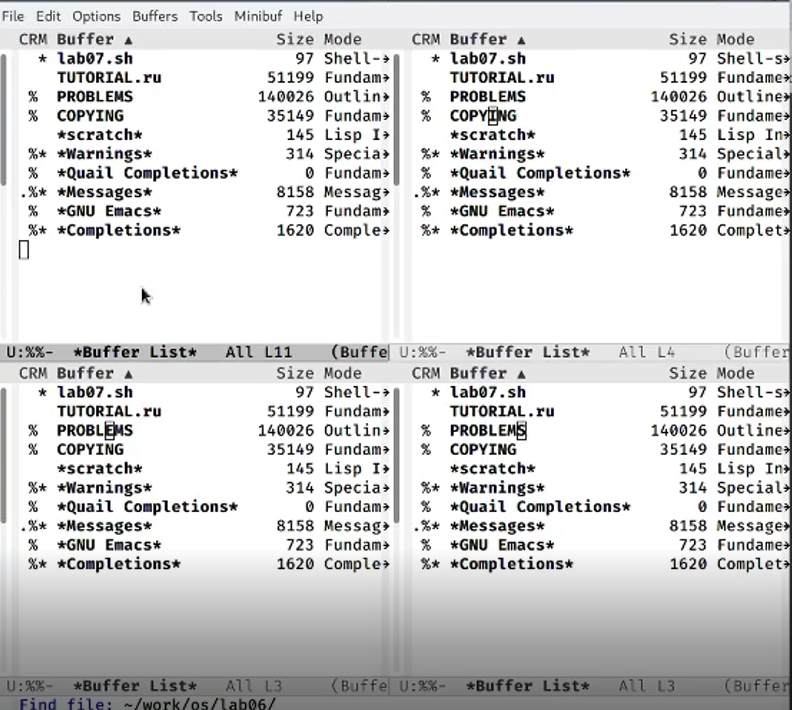 File Edit Options Buffers Tools Minibuf Help
CRM Buffer ▲ Size Mode
* lab07.sh 97 Shell-→
TUTORIAL.ru 51199 Fundam→
% PROBLEMS 140026 Outlin→
% COPYING 35149 Fundam→
*scratch* 145 Lisp I→
%* *Warnings* 314 Specia→
% *Quail Completions* 0 Fundam→
.%* *Messages* 8158 Messag→
% *GNU Emacs* 723 Fundam→
%* *Completions* 1620 Comple→
U:%%- *Buffer List* All L11 (Buffe
CRM Buffer ▲ Size Mode
* lab07.sh 97 Shell-s→
TUTORIAL.ru 51199 Fundame→
% PROBLEMS 140026 Outline→
% COPYING 35149 Fundame→
*scratch* 145 Lisp In→
%* *Warnings* 314 Special→
% *Quail Completions* 0 Fundame→
.%* *Messages* 8158 Message→
% *GNU Emacs* 723 Fundame→
%* *Completions* 1620 Complet→
U:%%- *Buffer List* All L4 (Buffer
CRM Buffer ▲ Size Mode
* lab07.sh 97 Shell-→
TUTORIAL.ru 51199 Fundam→
% PROBLEMS 140026 Outlin→
% COPYING 35149 Fundam→
*scratch* 145 Lisp I→
%* *Warnings* 314 Specia→
% *Quail Completions* 0 Fundam→
.%* *Messages* 8158 Messag→
% *GNU Emacs* 723 Fundam→
%* *Completions* 1620 Comple→
U:%%- *Buffer List* All L3 (Buffe
CRM Buffer ▲ Size Mode
* lab07.sh 97 Shell-s→
TUTORIAL.ru 51199 Fundame→
% PROBLEMS 140026 Outline→
% COPYING 35149 Fundame→
*scratch* 145 Lisp In→
%* *Warnings* 314 Special→
% *Quail Completions* 0 Fundame→
.%* *Messages* 8158 Message→
% *GNU Emacs* 723 Fundame→
%* *Completions* 1620 Complet→
U:%%- *Buffer List* All L3 (Buffer
Find file: ~/work/os/lab06/